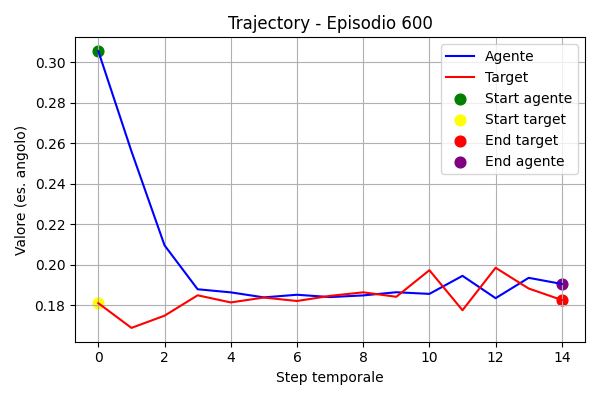 Trajectory - Episodio 600
Agente
Target
Start agente
Start target
End target
End agente
Valore (es. angolo)
0.30
0.28
0.26
0.24
0.22
0.20
0.18
0 2 4 6 8 10 12 14
Step temporale